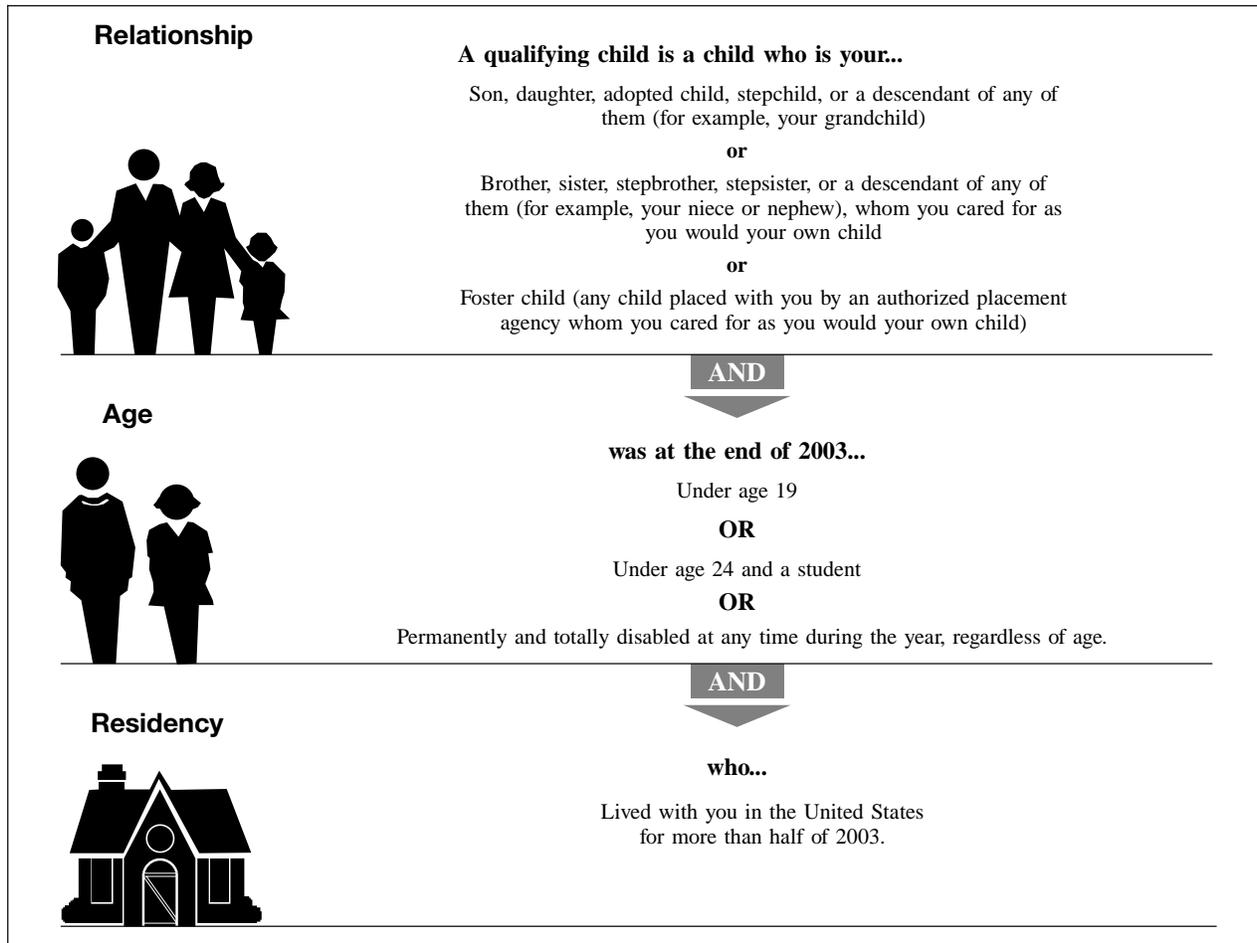 Relationship
A qualifying child is a child who is your...
Son, daughter, adopted child, stepchild, or a descendant of any of
them (for example, your grandchild)
or
Brother, sister, stepbrother, stepsister, or a descendant of any of
them (for example, your niece or nephew), whom you cared for as
you would your own child
or
Foster child (any child placed with you by an authorized placement
agency whom you cared for as you would your own child)
AND
Age
was at the end of 2003...
Under age 19
OR
Under age 24 and a student
OR
Permanently and totally disabled at any time during the year, regardless of age.
AND
Residency
who...
Lived with you in the United States
for more than half of 2003.